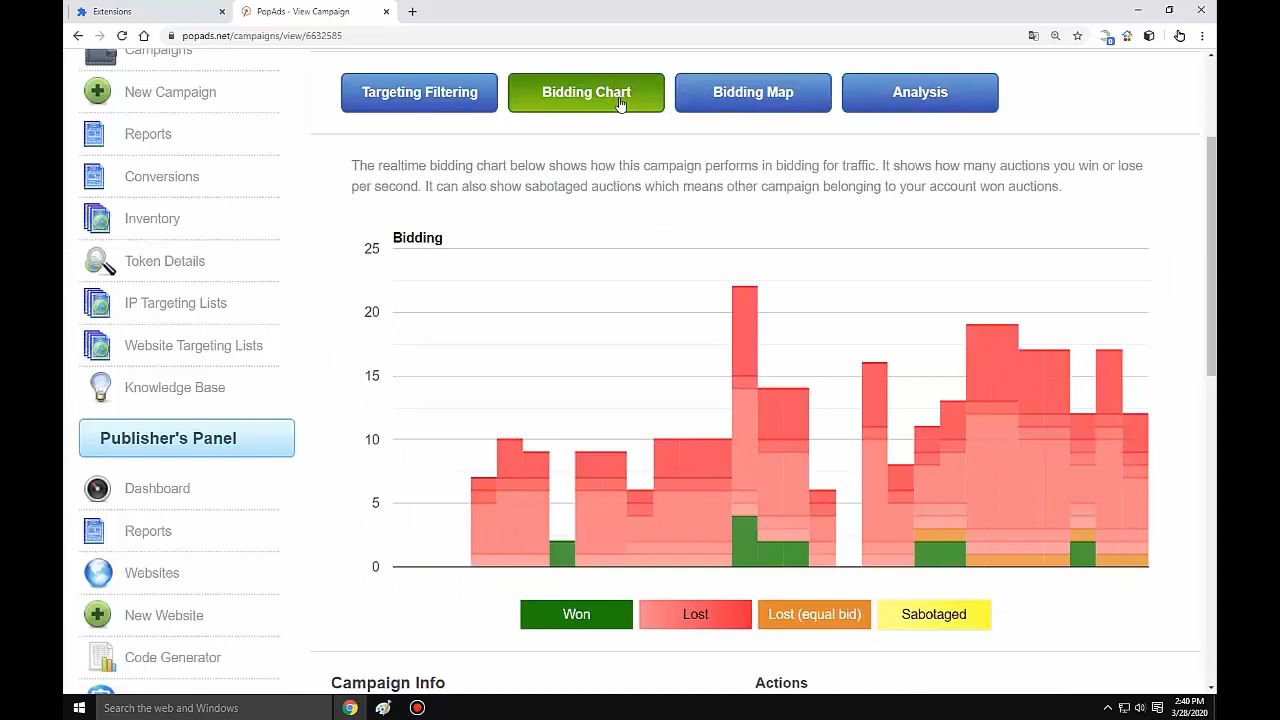 Extensions
PopAds - View Campaign
popads.net/campaigns/view/6632585
0
Campaigns
New Campaign
Reports
Conversions
Inventory
Token Details
IP Targeting Lists
Website Targeting Lists
Knowledge Base
Publisher's Panel
Dashboard
Reports
Websites
New Website
Code Generator
Targeting Filtering
Bidding Chart
Bidding Map
Analysis
The realtime bidding chart below shows how this campaign performs in biding for traffic. It shows how many auctions you win or lose
per second. It can also show sabotaged auctions which means other campaign belonging to your account won auctions.
Bidding
25
20
15
10
5
0
Won
Lost
Lost (equal bid)
Sabotaged
Campaign Info
Actions
Search the web and Windows
2:40 PM
3/28/2020